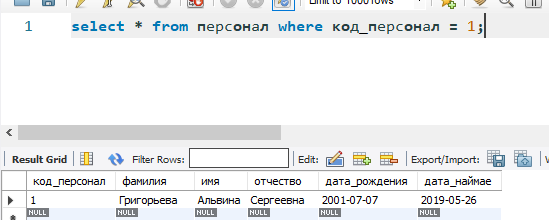 Limit to 1000 rows
1 select * from персонал where код_персонал = 1;
Result Grid Filter Rows: Edit: Export/Import:
код_персонал фамилия имя отчество дата_рождения дата_наймае
1 Григорьева Альвина Сергеевна 2001-07-07 2019-05-26
NULL NULL NULL NULL NULL NULL